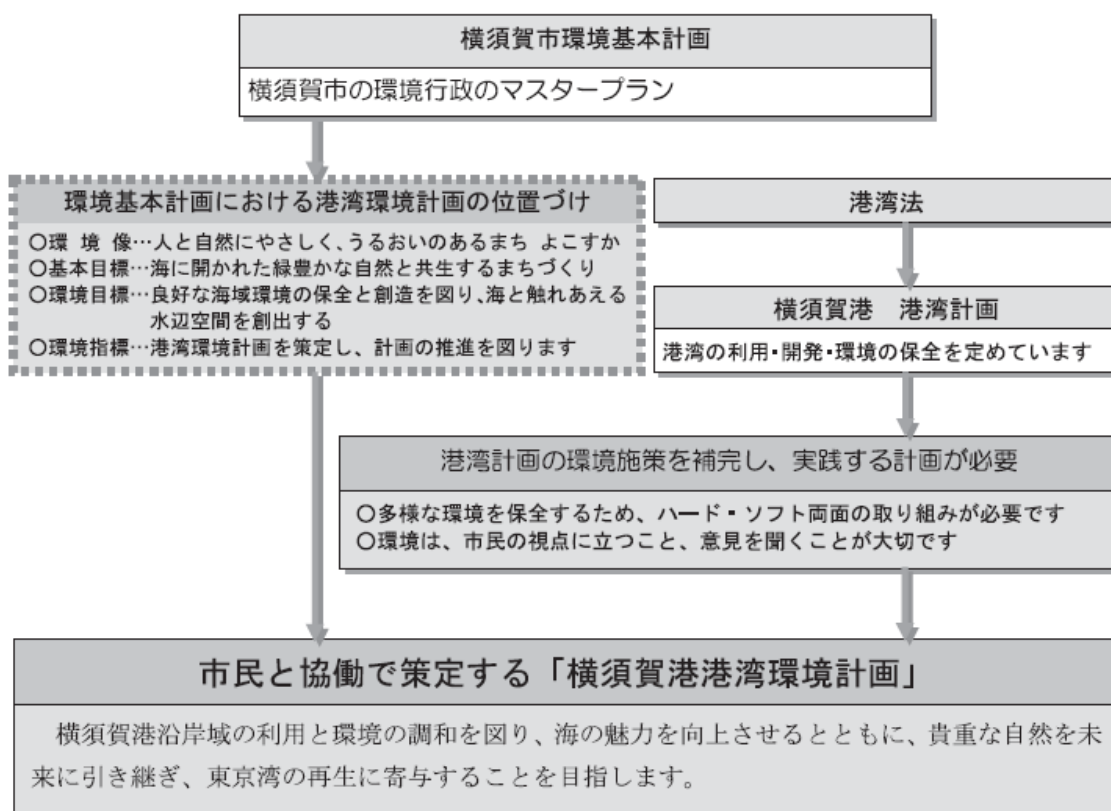 横須賀市環境基本計画
横須賀市の環境行政のマスタープラン
環境基本計画における港湾環境計画の位置づけ
○環 境 像…人と自然にやさしく、うるおいのあるまち よこすか
○基本目標…海に開かれた緑豊かな自然と共生するまちづくり
○環境目標…良好な海域環境の保全と創造を図り、海と触れあえる
水辺空間を創出する
○環境指標…港湾環境計画を策定し、計画の推進を図ります
港湾法
横須賀港 港湾計画
港湾の利用・開発・環境の保全を定めています
港湾計画の環境施策を補完し、実践する計画が必要
○多様な環境を保全するため、ハード・ソフト両面の取り組みが必要です
○環境は、市民の視点に立つこと、意見を聞くことが大切です
市民と協働で策定する「横須賀港港湾環境計画」
横須賀港沿岸域の利用と環境の調和を図り、海の魅力を向上させるとともに、貴重な自然を未
来に引き継ぎ、東京湾の再生に寄与することを目指します。